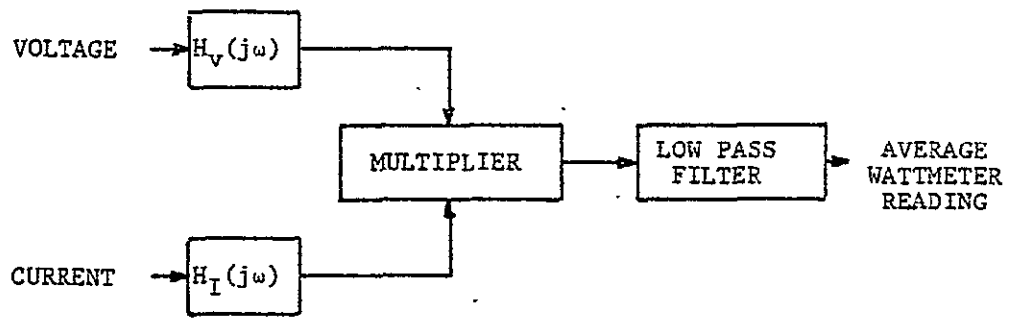 VOLTAGE
H_V(jω)
MULTIPLIER
LOW PASS
FILTER
AVERAGE
WATTMETER
READING
CURRENT
H_I(jω)